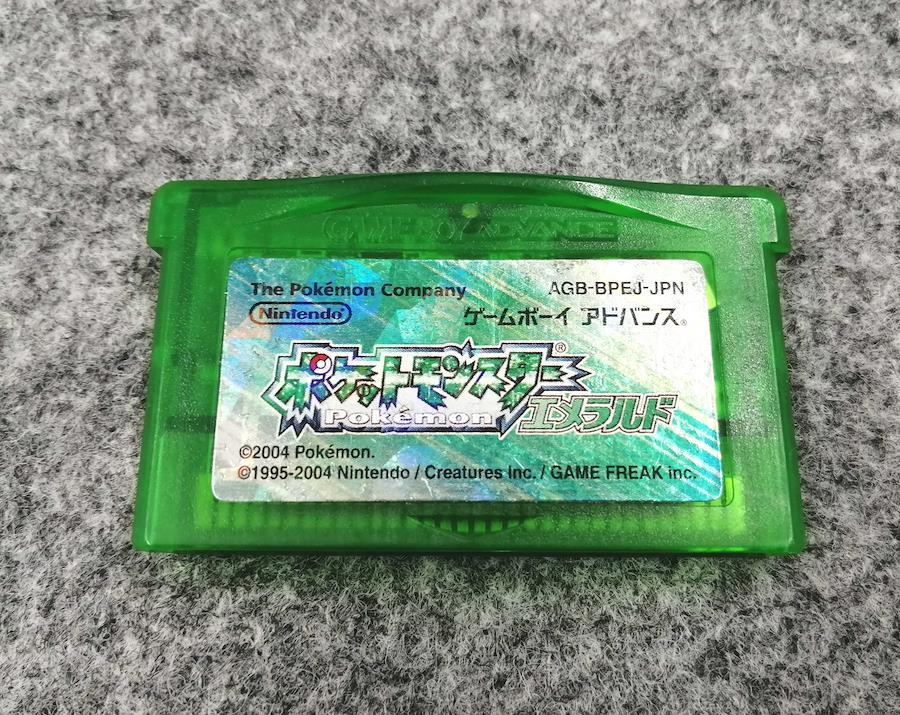 GAME BOY ADVANCE
The Pokémon Company AGB-BPEJ-JPN
Nintendo® ゲームボーイ アドバンス®
ポケットモンスター®
Pokémon エメラルド
©2004 Pokémon.
©1995-2004 Nintendo / Creatures inc. / GAME FREAK inc.